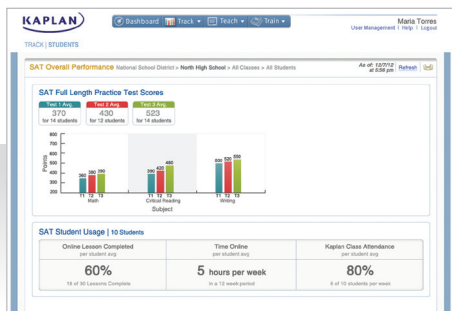 KAPLAN
Dashboard Track Teach Train
Maria Torres
User Management | Help | Logout
TRACK | STUDENTS
SAT Overall Performance National School District > North High School > All Classes > All Students
As of: 12/7/12 at 5:56 pm Refresh
SAT Full Length Practice Test Scores
Test 1 Avg. Test 2 Avg. Test 3 Avg.
370 430 523
for 14 students for 12 students for 14 students
800
700
600
500
400
300
200
Points
360 380 390
390 420 460
500 520 550
T1 T2 T3 T1 T2 T3 T1 T2 T3
Math Critical Reading Writing
Subject
SAT Student Usage | 10 Students
Online Lesson Completed Time Online Kaplan Class Attendance
per student avg per student avg per student avg
60% 5 hours per week 80%
18 of 30 Lessons Complete in a 12 week period 8 of 10 students per week